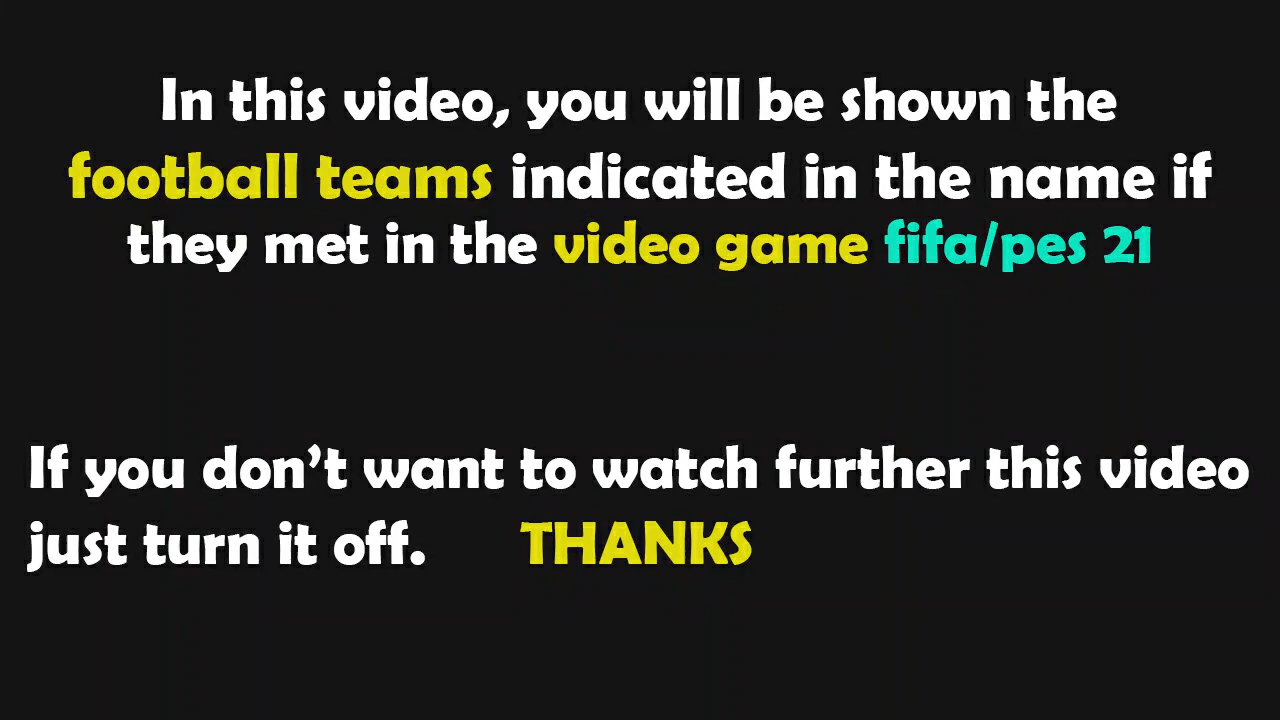 In this video, you will be shown the
football teams indicated in the name if
they met in the video game fifa/pes 21
If you don’t want to watch further this video
just turn it off. THANKS